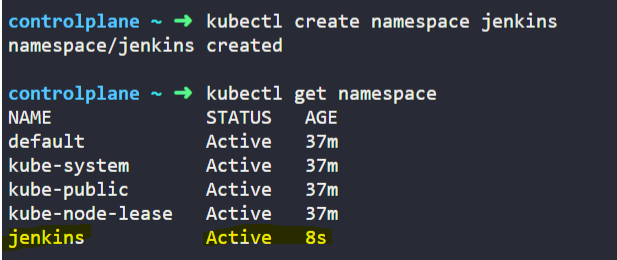 controlplane ~ ➜ kubectl create namespace jenkins
namespace/jenkins created
controlplane ~ ➜ kubectl get namespace
NAME STATUS AGE
default Active 37m
kube-system Active 37m
kube-public Active 37m
kube-node-lease Active 37m
jenkins Active 8s